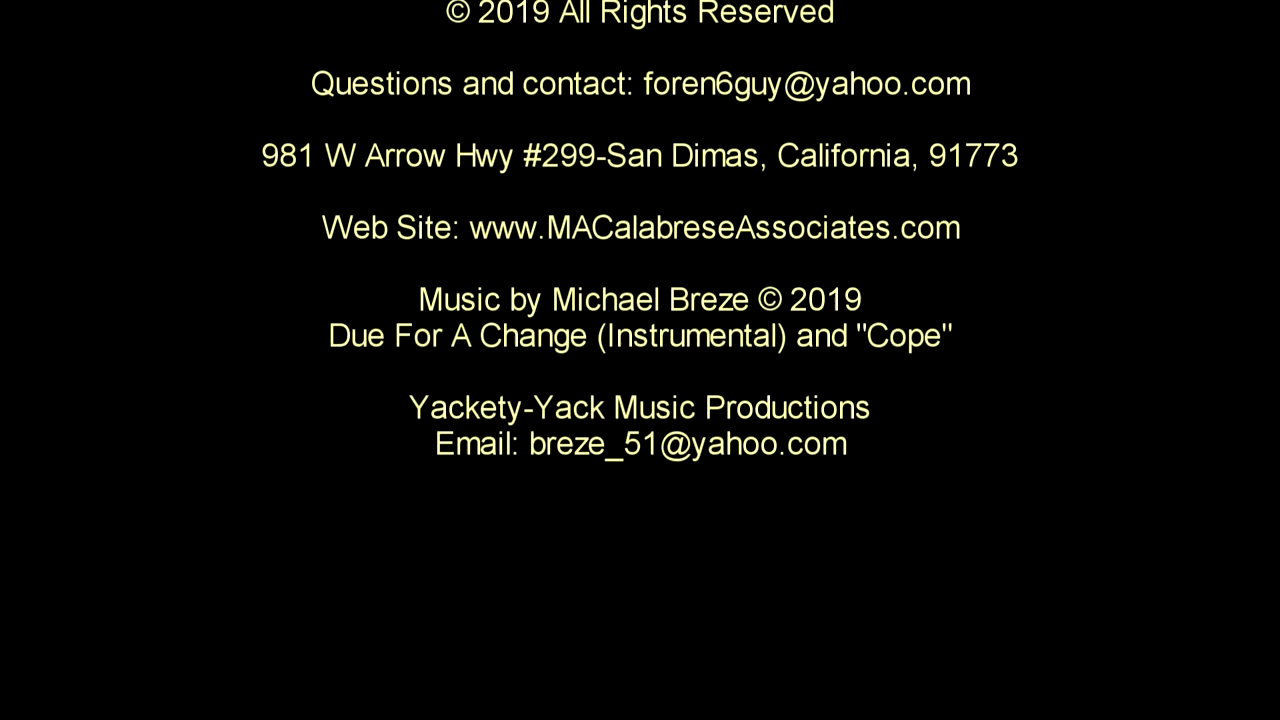 © 2019 All Rights Reserved
Questions and contact: foren6guy@yahoo.com
981 W Arrow Hwy #299-San Dimas, California, 91773
Web Site: www.MACalabreseAssociates.com
Music by Michael Breze © 2019
Due For A Change (Instrumental) and "Cope"
Yackety-Yack Music Productions
Email: breze_51@yahoo.com